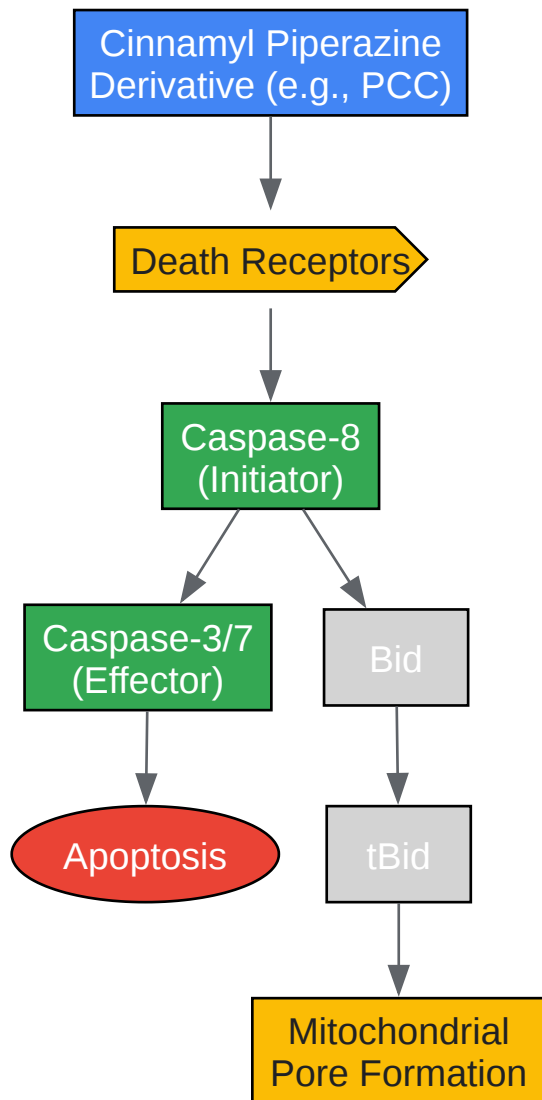 Cinnamyl Piperazine
Derivative (e.g., PCC)
Death Receptors
Caspase-8
(Initiator)
Caspase-3/7
(Effector)
Bid
Apoptosis
tBid
Mitochondrial
Pore Formation